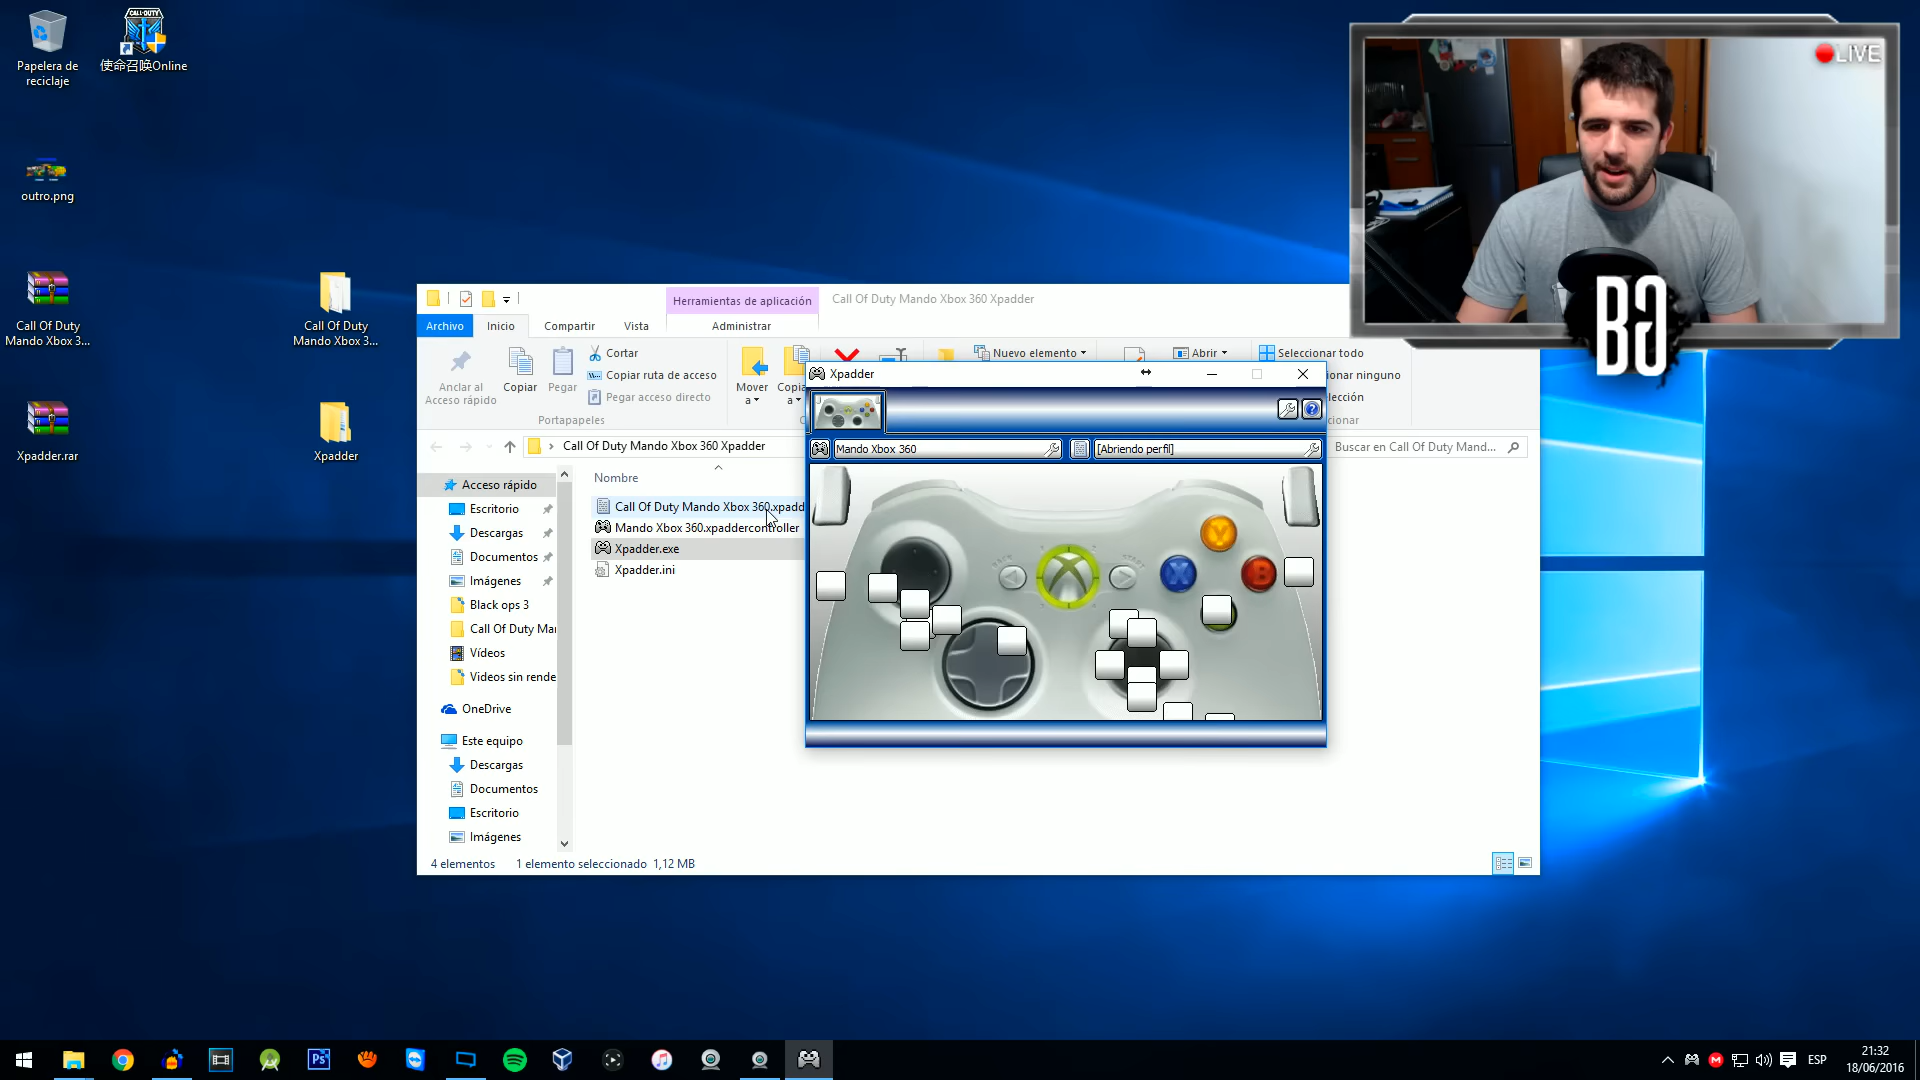 Papelera de
reciclaje
使命召唤Online
outro.png
Call Of Duty
Mando Xbox 3...
Call Of Duty
Mando Xbox 3...
Xpadder.rar
Xpadder
LIVE
BG
Herramientas de aplicación
Call Of Duty Mando Xbox 360 Xpadder
Archivo
Inicio
Compartir
Vista
Administrar
Anclar al
Acceso rápido
Copiar
Pegar
Cortar
Copiar ruta de acceso
Pegar acceso directo
Portapapeles
Mover
a
Copia
a
Nuevo elemento
Abrir
Seleccionar todo
ionar ninguno
lección
ionar
Call Of Duty Mando Xbox 360 Xpadder
Buscar en Call Of Duty Mand...
Acceso rápido
Escritorio
Descargas
Documentos
Imágenes
Black ops 3
Call Of Duty Mar
Vídeos
Videos sin rende
OneDrive
Este equipo
Descargas
Documentos
Escritorio
Imágenes
Nombre
Call Of Duty Mando Xbox 360.xpadd
Mando Xbox 360.xpaddercontroller
Xpadder.exe
Xpadder.ini
4 elementos
1 elemento seleccionado 1,12 MB
Xpadder
Mando Xbox 360
[Abriendo perfil]
Y
X
B
Ps
ESP
21:32
18/06/2016